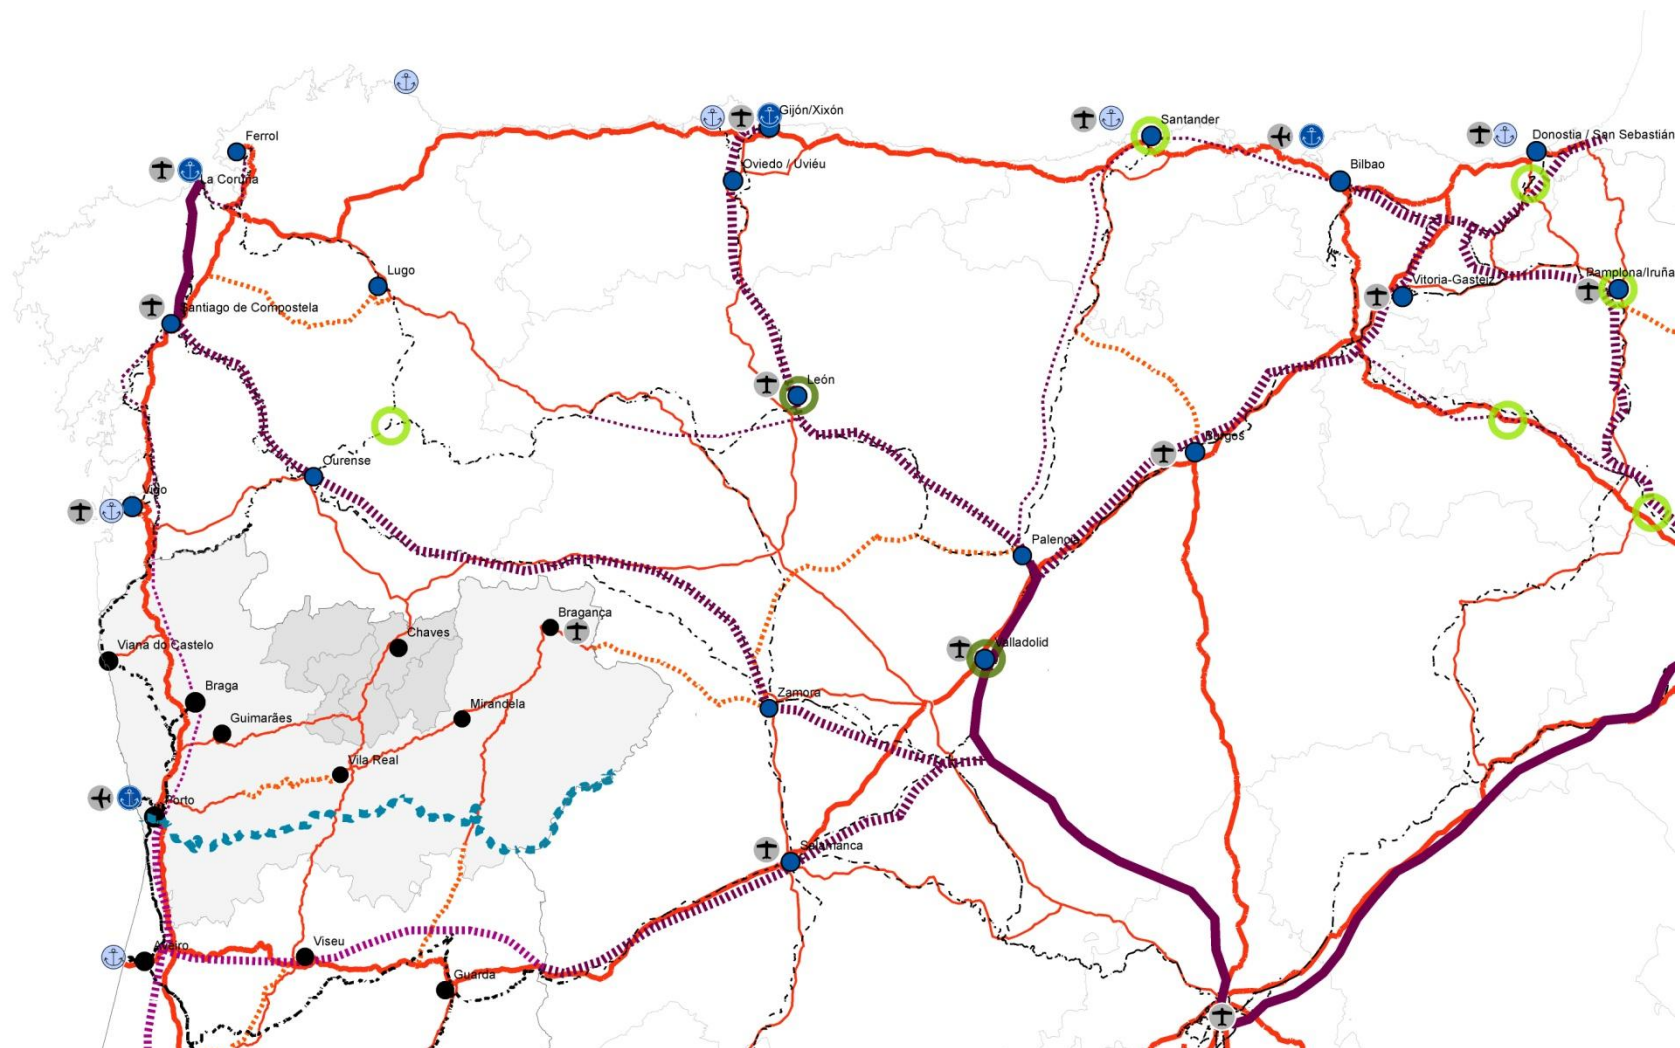 Gijón/Xixón
Santander
Ferrol
Donostia / San Sebastián
Oviedo / Uviéu
Bilbao
La Coruña
Lugo
Pamplona/Iruña
Vitoria-Gasteiz
Santiago de Compostela
León
Burgos
Ourense
Vigo
Palencia
Bragança
Chaves
Viana do Castelo
Valladolid
Braga
Zamora
Mirandela
Guimarães
Vila Real
Porto
Salamanca
Viseu
Aveiro
Guarda